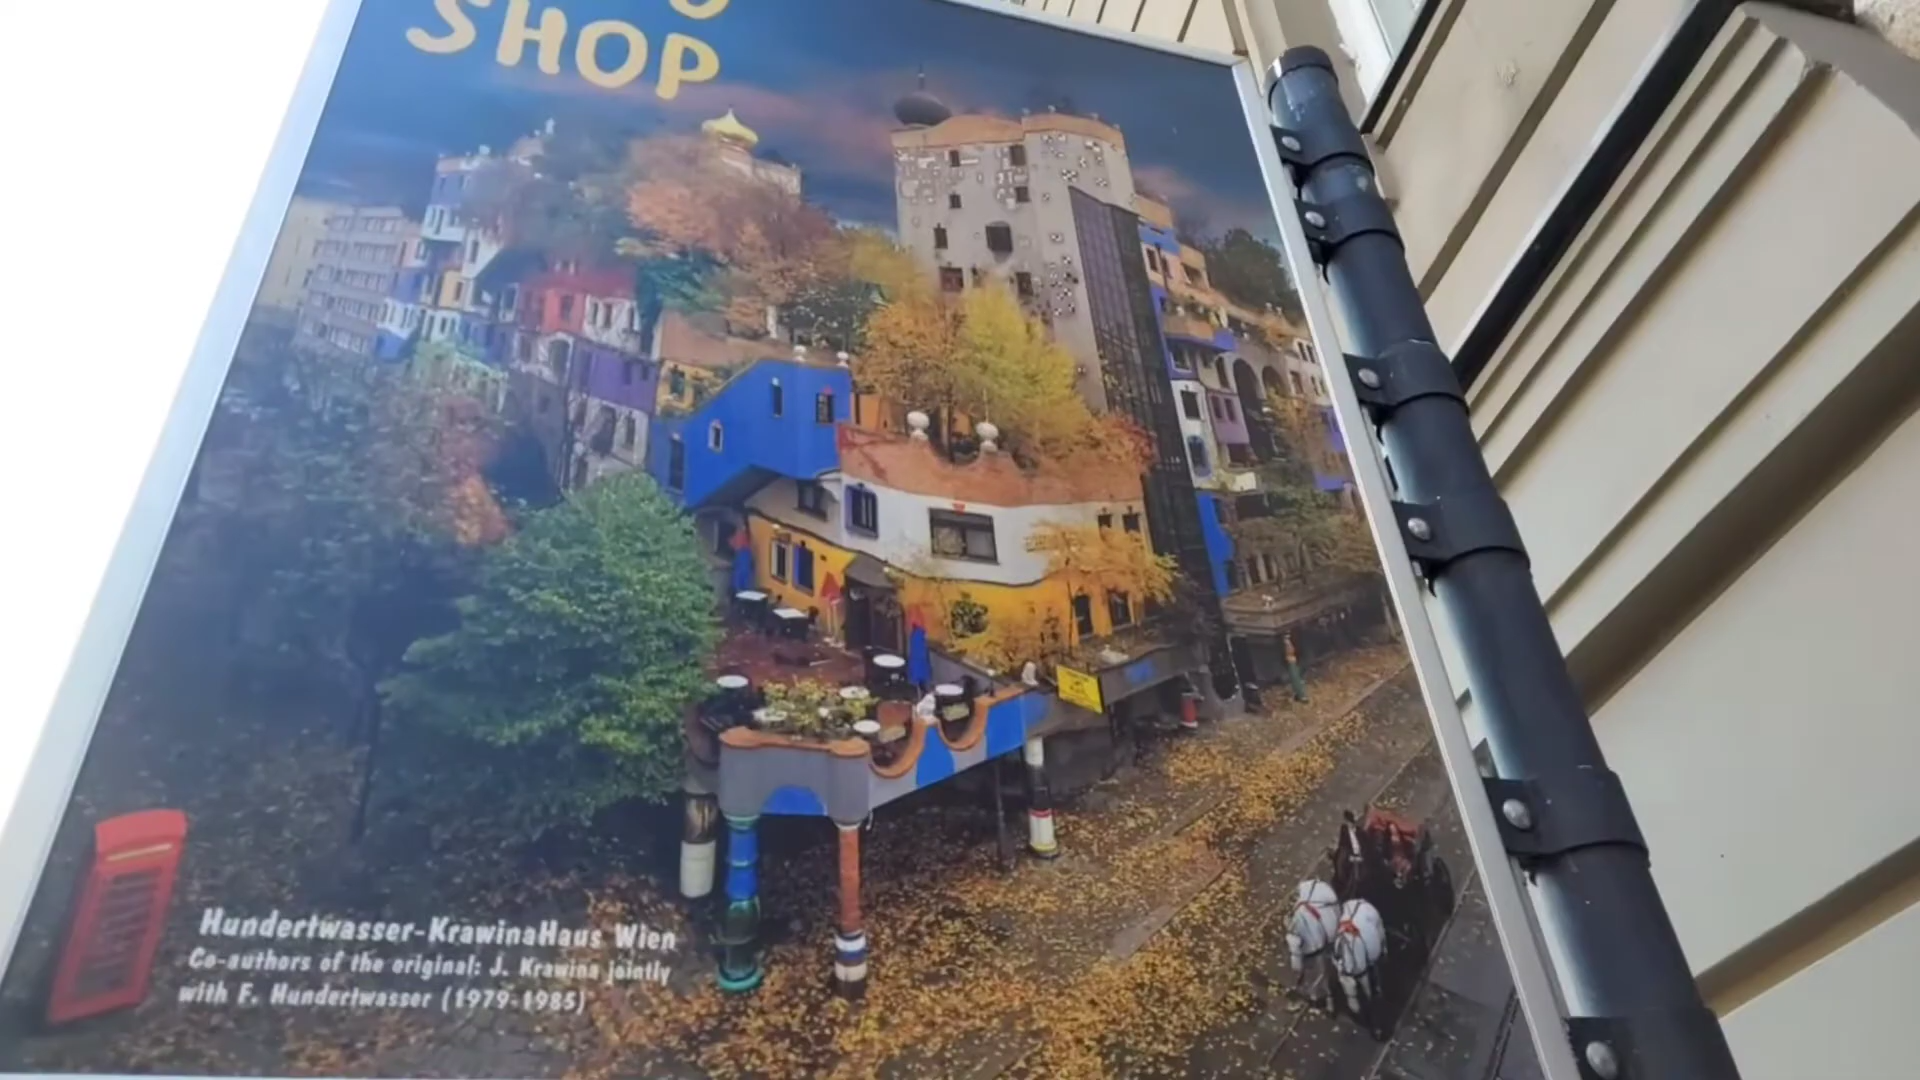 SHOP
Hundertwasser-KrawinaHaus Wien
Co-authors of the original: J. Krawina jointly
with F. Hundertwasser (1979-1985)